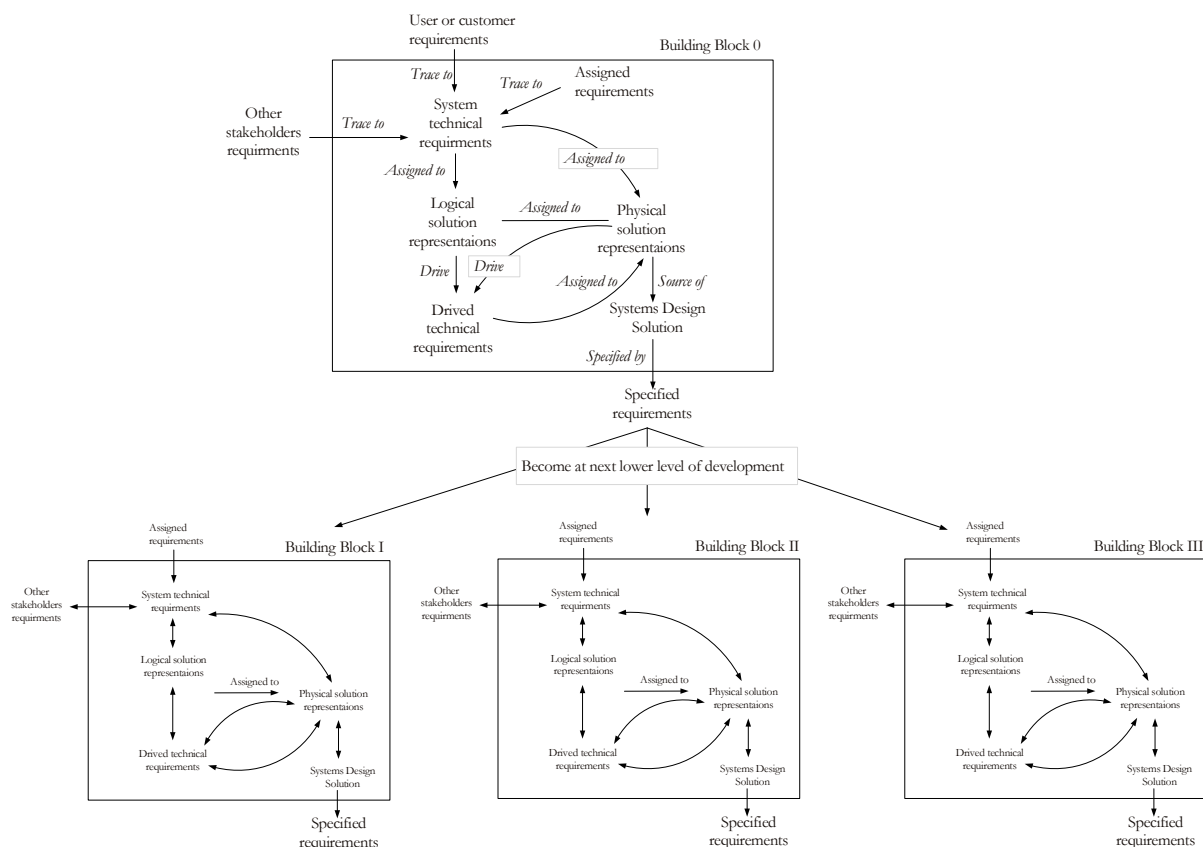 User or customer
requirements
Building Block 0
Trace to
Trace to
Assigned
requirements
Other
stakeholders
requirments
Trace to
System
technical
requirments
Assigned to
Assigned to
Logical
solution
representaions
Assigned to
Physical
solution
representaions
Drive
Drive
Assigned to
Source of
Drived
technical
requirements
Systems Design
Solution
Specified by
Specified
requirements
Become at next lower level of development
Assigned
requirements
Building Block I
Other
stakeholders
requirments
System technical
requirments
Logical solution
representaions
Assigned to
Physical solution
representaions
Drived technical
requirements
Systems Design
Solution
Specified
requirements
Assigned
requirements
Building Block II
Other
stakeholders
requirments
System technical
requirments
Logical solution
representaions
Assigned to
Physical solution
representaions
Drived technical
requirements
Systems Design
Solution
Specified
requirements
Assigned
requirements
Building Block III
Other
stakeholders
requirments
System technical
requirments
Logical solution
representaions
Assigned to
Physical solution
representaions
Drived technical
requirements
Systems Design
Solution
Specified
requirements